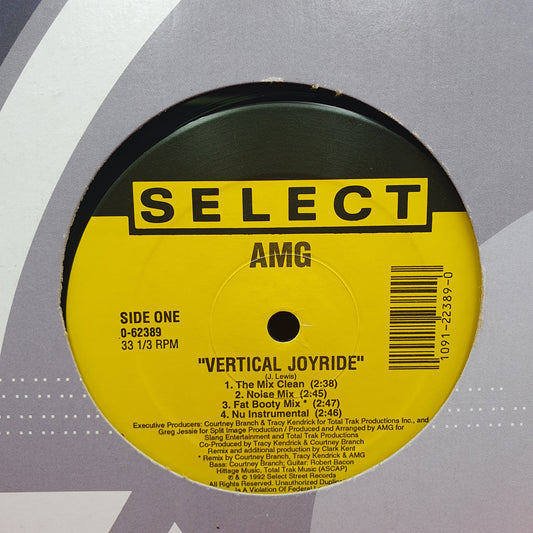 SELECT
AMG
SIDE ONE
0-62389
33 1/3 RPM
1091-22389-0
"VERTICAL JOYRIDE"
(J. Lewis)
1. The Mix Clean (2:38)
2. Noise Mix (2:45)
3. Fat Booty Mix * (2:47)
4. Nu Instrumental (2:46)
Executive Producers: Courtney Branch & Tracy Kendrick for Total Trak Productions Inc., and
Greg Jessie for Split Image Production / Produced and Arranged by AMG for
Slang Entertainment and Total Trak Productions
Co-Produced by Tracy Kendrick & Courtney Branch
Remix and additional production by Clark Kent
* Remix by Courtney Branch, Tracy Kendrick & AMG
Bass: Courtney Branch; Guitar: Robert Bacon
Hittage Music, Total Trak Music (ASCAP)
℗ & © 1992 Select Street Records
All Rights Reserved. Unauthorized
Is A Violation Of Federal